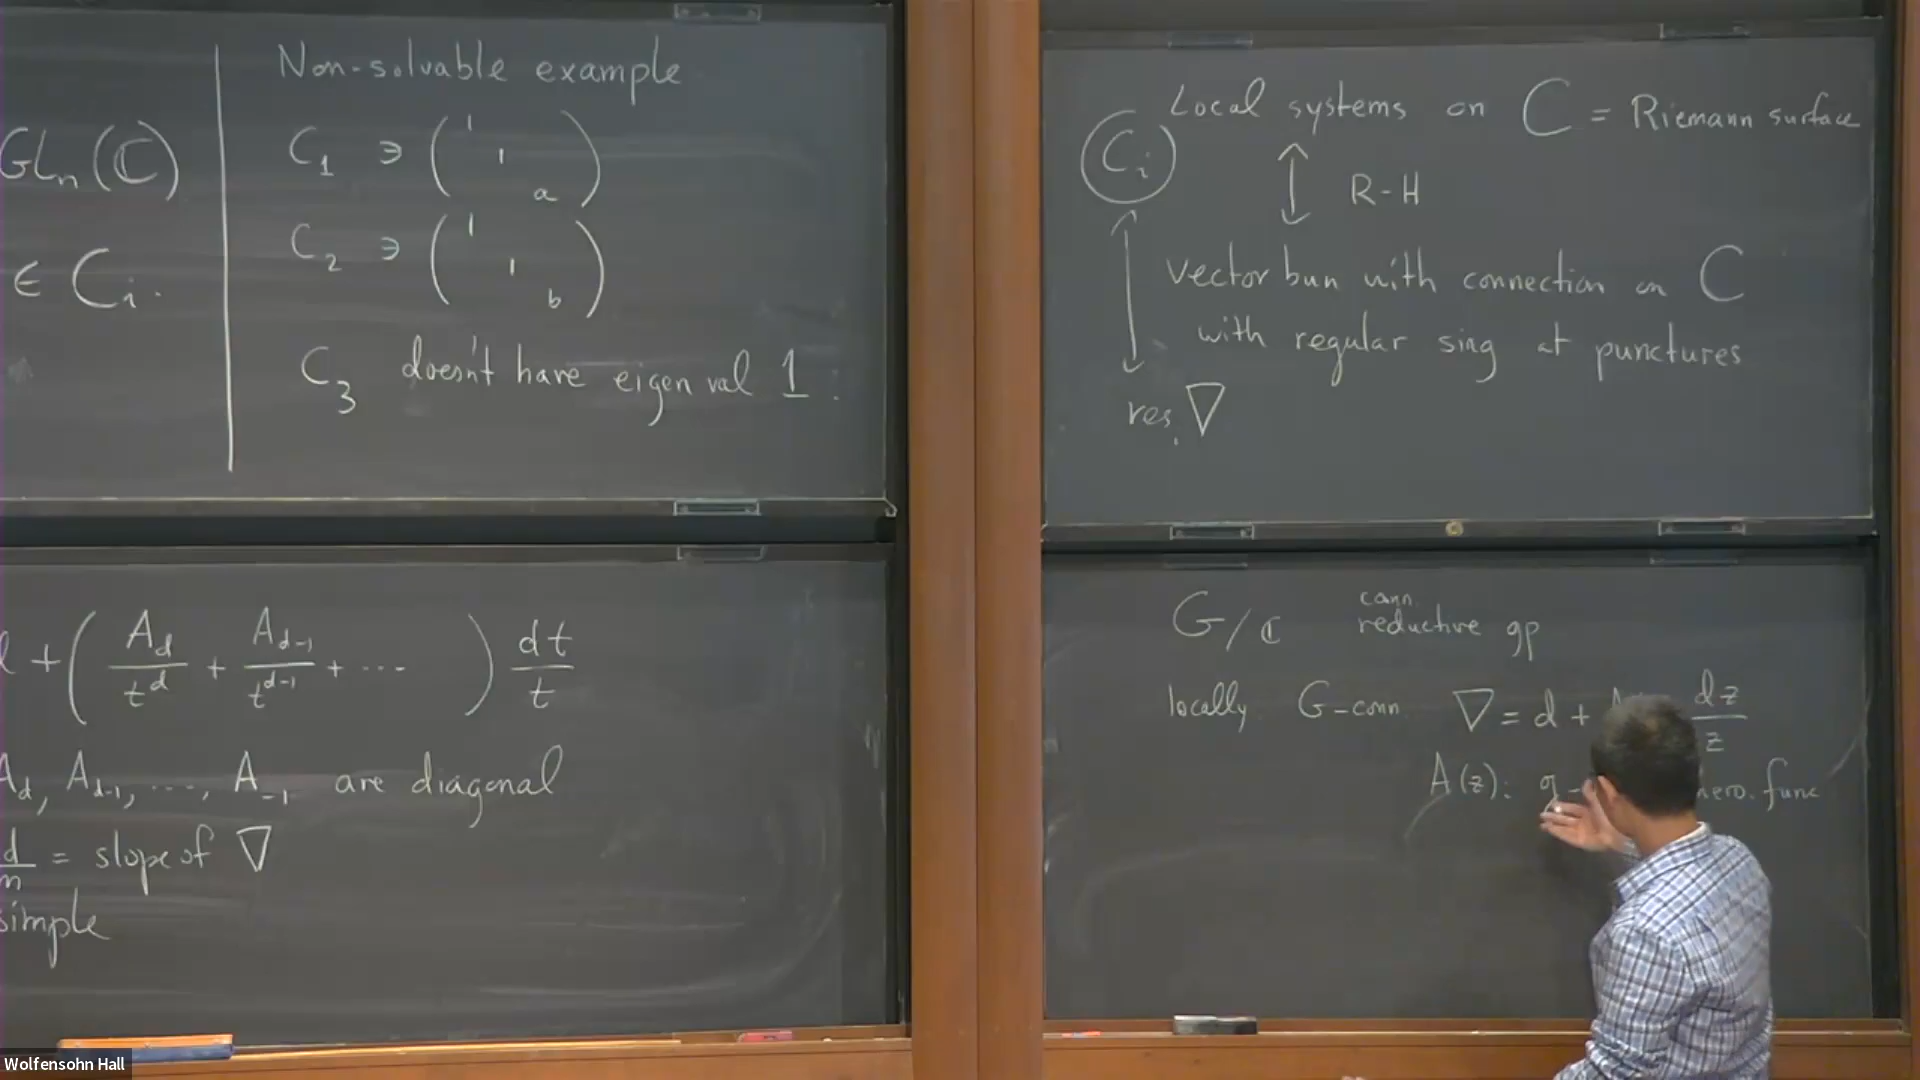 Non-solvable example
GLn(ℂ)
C1 ∋ (1 1 a)
C2 ∋ (1 1 b)
∈ Ci.
C3 doesn't have eigenval 1.
+ (Ad/t^d + Ad-1/t^d-1 + ⋯ ) dt/t
Ad, Ad-1, ..., A-1 are diagonal
d/m = slope of ∇
simple
Local systems on C = Riemann surface
Ci
↕ R-H
vector bun with connection on C
with regular sing at punctures
res ∇
G/ℂ conn. reductive gp
locally G-conn ∇ = d + dz/z
A(z): func
Wolfensohn Hall